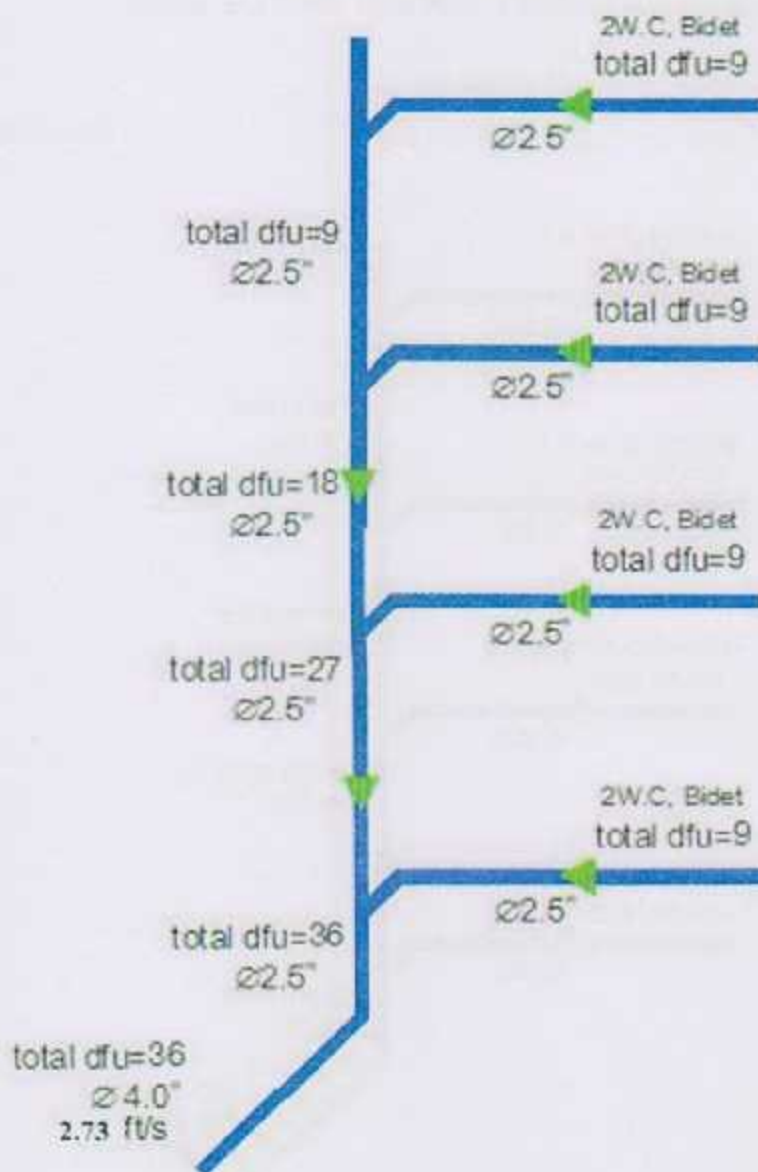 2W.C, Bidet
total dfu=9
∅2.5"
total dfu=9
∅2.5"
2W.C, Bidet
total dfu=9
∅2.5"
total dfu=18
∅2.5"
2W.C, Bidet
total dfu=9
∅2.5"
total dfu=27
∅2.5"
2W.C, Bidet
total dfu=9
∅2.5"
total dfu=36
∅2.5"
total dfu=36
∅4.0"
2.73 ft/s